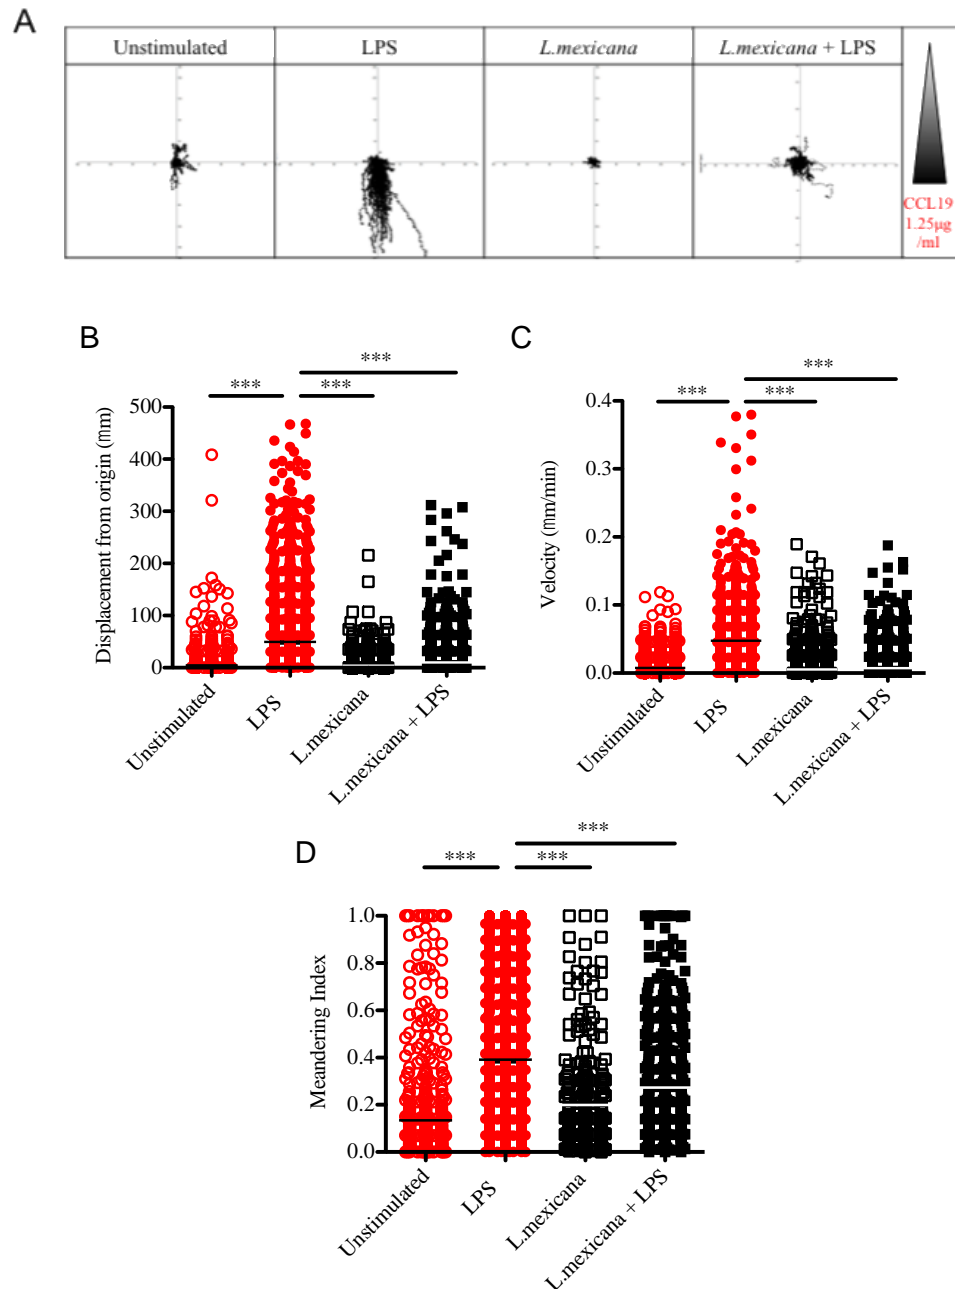 A
Unstimulated
LPS
L.mexicana
L.mexicana + LPS
CCL19
1.25µg
/ml
B
***
***
***
Displacement from origin (mm)
500
400
300
200
100
0
Unstimulated
LPS
L.mexicana
L.mexicana + LPS
C
***
***
***
Velocity (mm/min)
0.4
0.3
0.2
0.1
0.0
Unstimulated
LPS
L.mexicana
L.mexicana + LPS
D
***
***
***
Meandering Index
1.0
0.8
0.6
0.4
0.2
0.0
Unstimulated
LPS
L.mexicana
L.mexicana + LPS